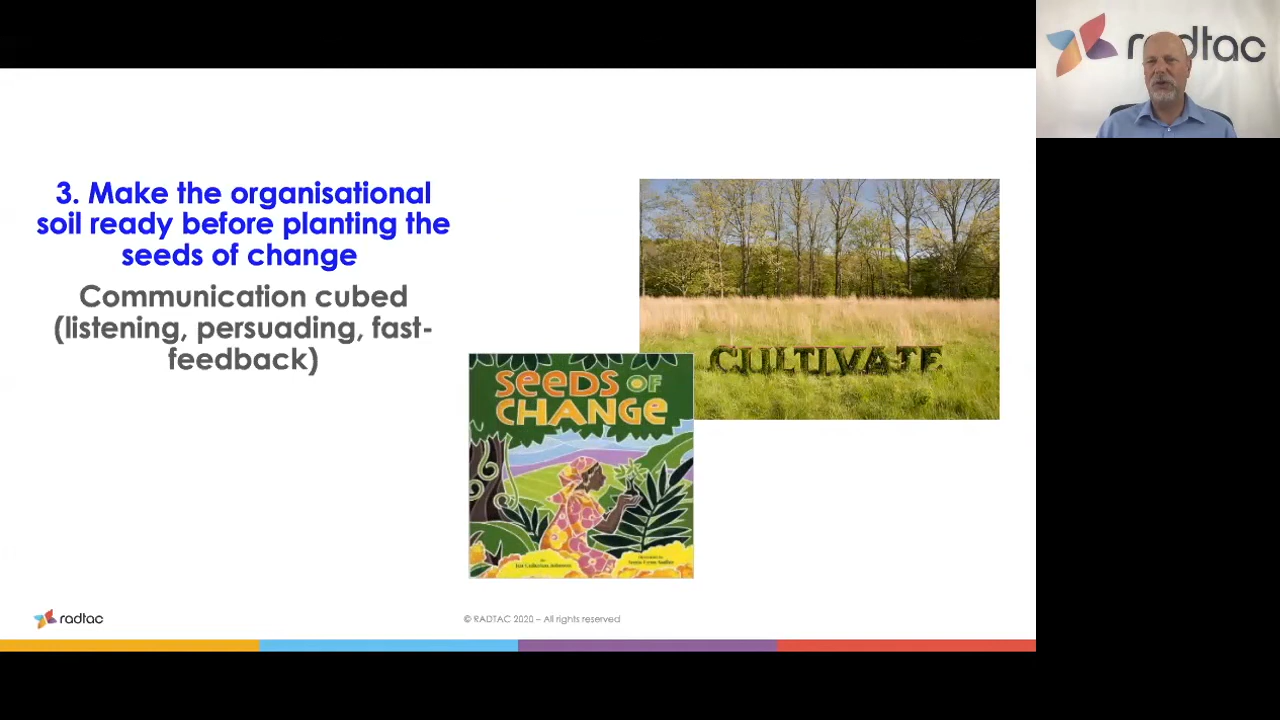 3. Make the organisational
soil ready before planting the
seeds of change
Communication cubed
(listening, persuading, fast-
feedback)
CULTIVATE
SEEDS OF
CHANGE
radtac
© RADTAC 2020 – All rights reserved
radtac